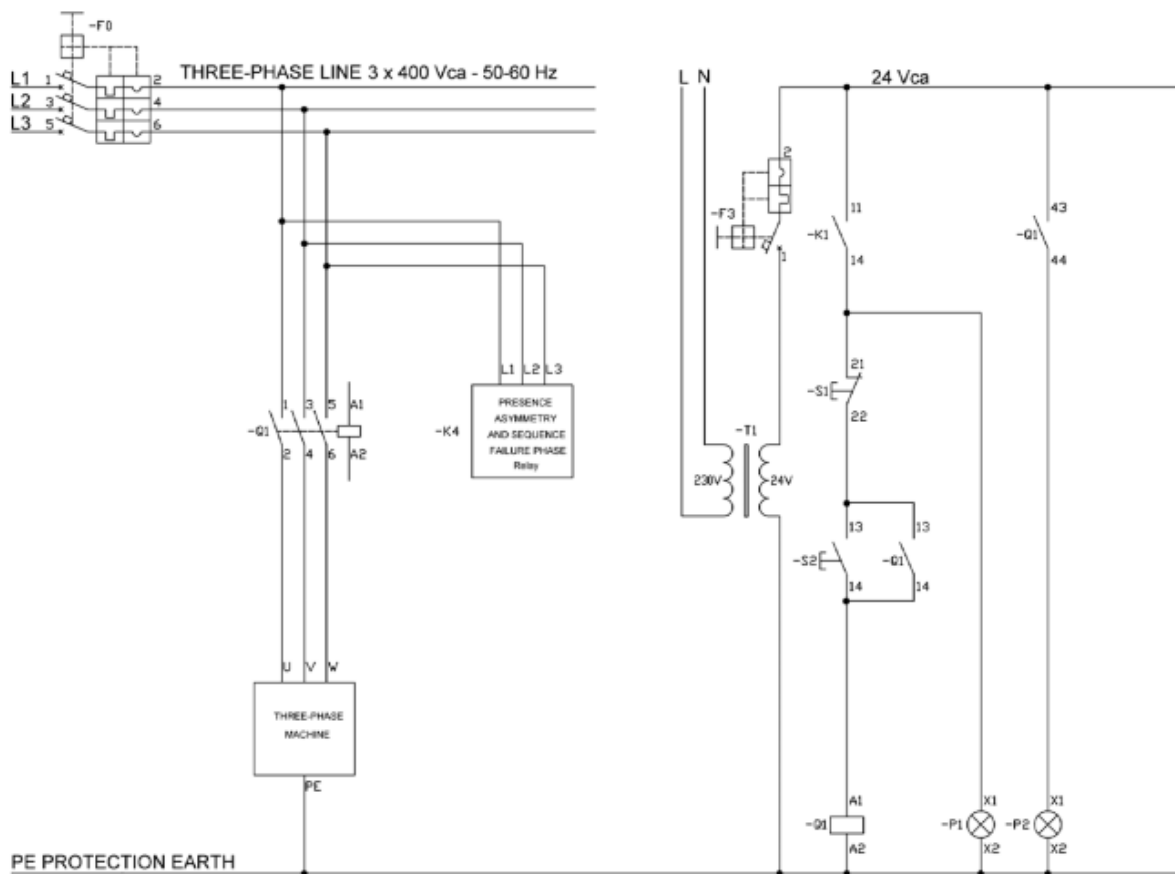 -F0
L1 1 2 THREE-PHASE LINE 3 x 400 Vca - 50-60 Hz
L2 3 4
L3 5 6
L N 24 Vca
2
-F3
1
11
-K1
14
43
-Q1
44
21
-S1
22
L1 L2 L3
-K4
PRESENCE
ASYMMETRY
AND SEQUENCE
FAILURE PHASE
Relay
1 3 5 A1
-Q1
2 4 6 A2
-T1
230V 24V
13 13
-S2 -Q1
14 14
U V W
THREE-PHASE
MACHINE
PE
A1 X1 X1
-Q1 -P1 -P2
A2 X2 X2
PE PROTECTION EARTH